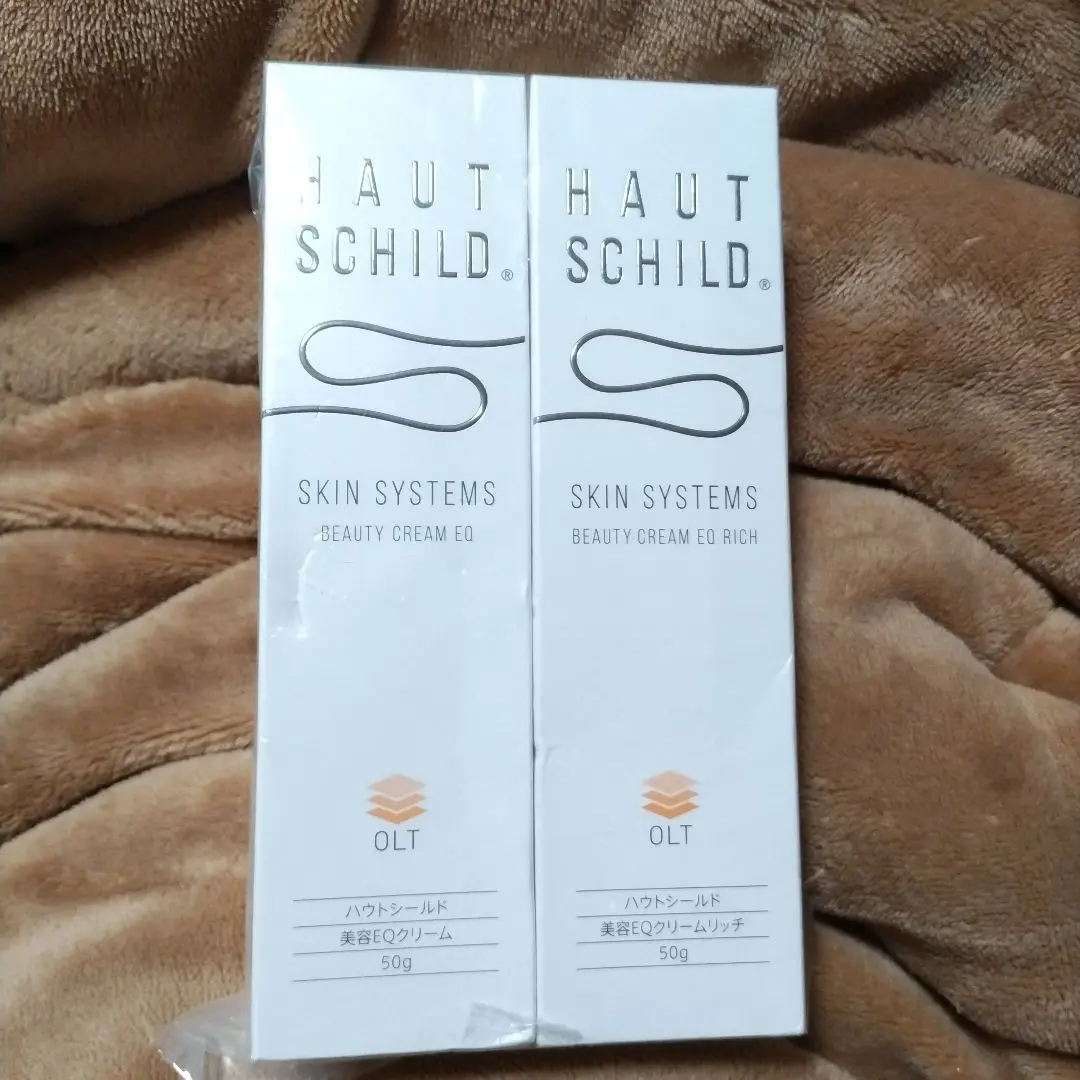 HAUT
SCHILD®
SKIN SYSTEMS
BEAUTY CREAM EQ
OLT
ハウトシールド
美容EQクリーム
50g
HAUT
SCHILD®
SKIN SYSTEMS
BEAUTY CREAM EQ RICH
OLT
ハウトシールド
美容EQクリームリッチ
50g